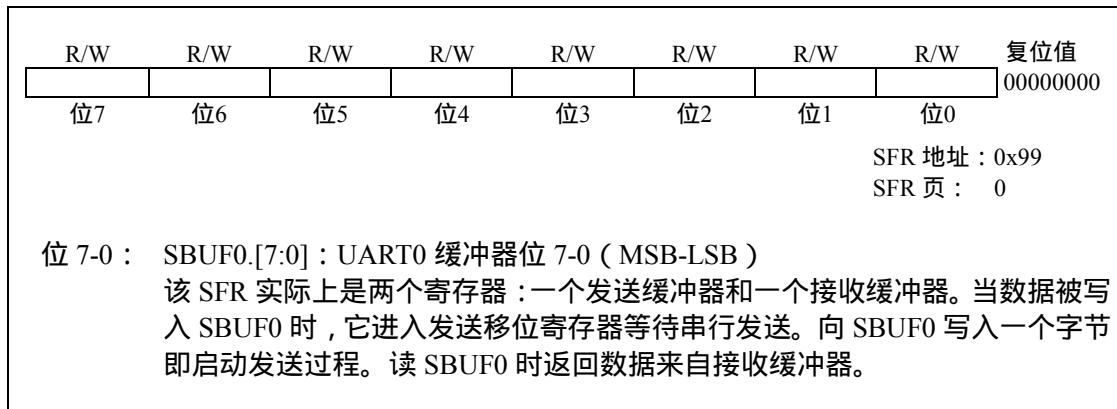 R/W R/W R/W R/W R/W R/W R/W R/W 复位值
00000000
位7 位6 位5 位4 位3 位2 位1 位0
SFR 地址：0x99
SFR 页： 0
位 7-0： SBUF0.[7:0]：UART0 缓冲器位 7-0（MSB-LSB）
该 SFR 实际上是两个寄存器：一个发送缓冲器和一个接收缓冲器。当数据被写
入 SBUF0 时，它进入发送移位寄存器等待串行发送。向 SBUF0 写入一个字节
即启动发送过程。读 SBUF0 时返回数据来自接收缓冲器。